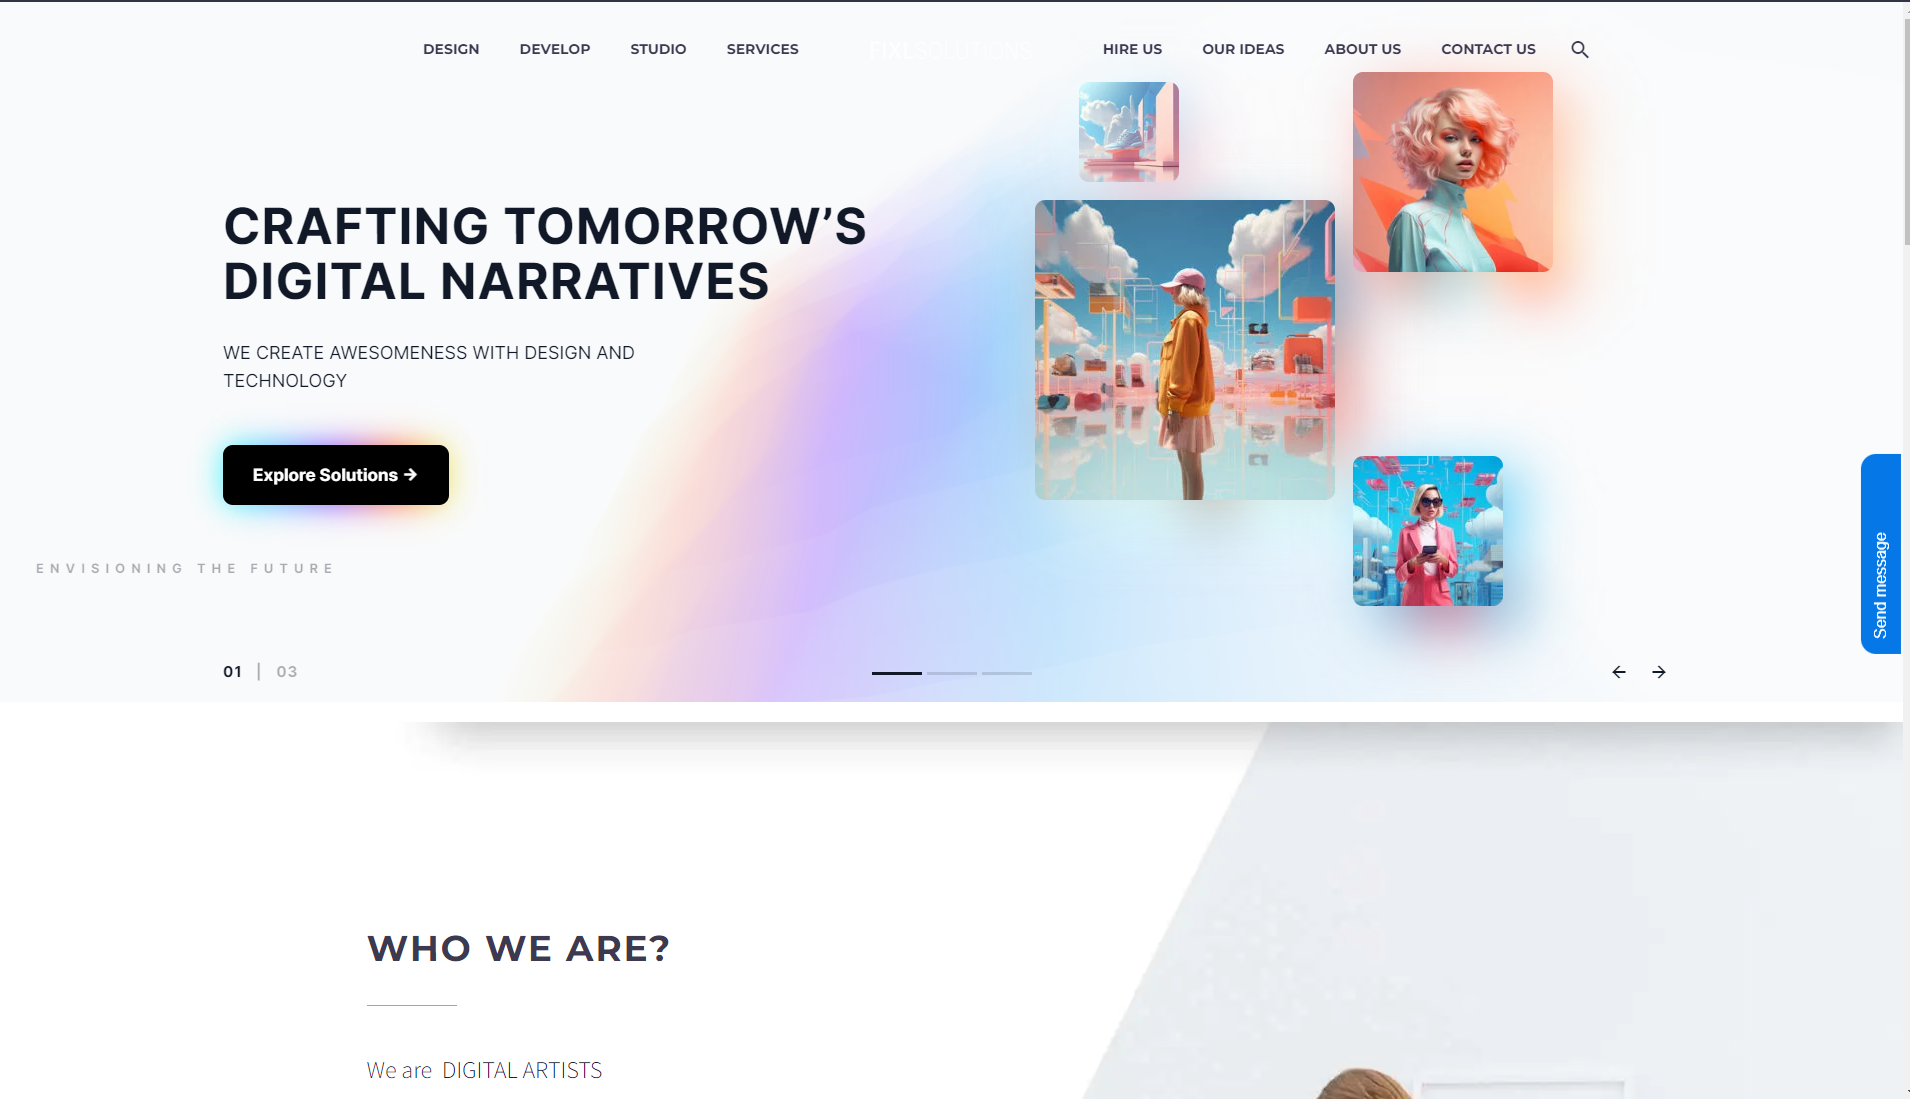 DESIGN DEVELOP STUDIO SERVICES FIXLSOLUTIONS HIRE US OUR IDEAS ABOUT US CONTACT US
CRAFTING TOMORROW’S
DIGITAL NARRATIVES
WE CREATE AWESOMENESS WITH DESIGN AND
TECHNOLOGY
Explore Solutions →
ENVISIONING THE FUTURE
Send message
01 | 03
WHO WE ARE?
We are DIGITAL ARTISTS